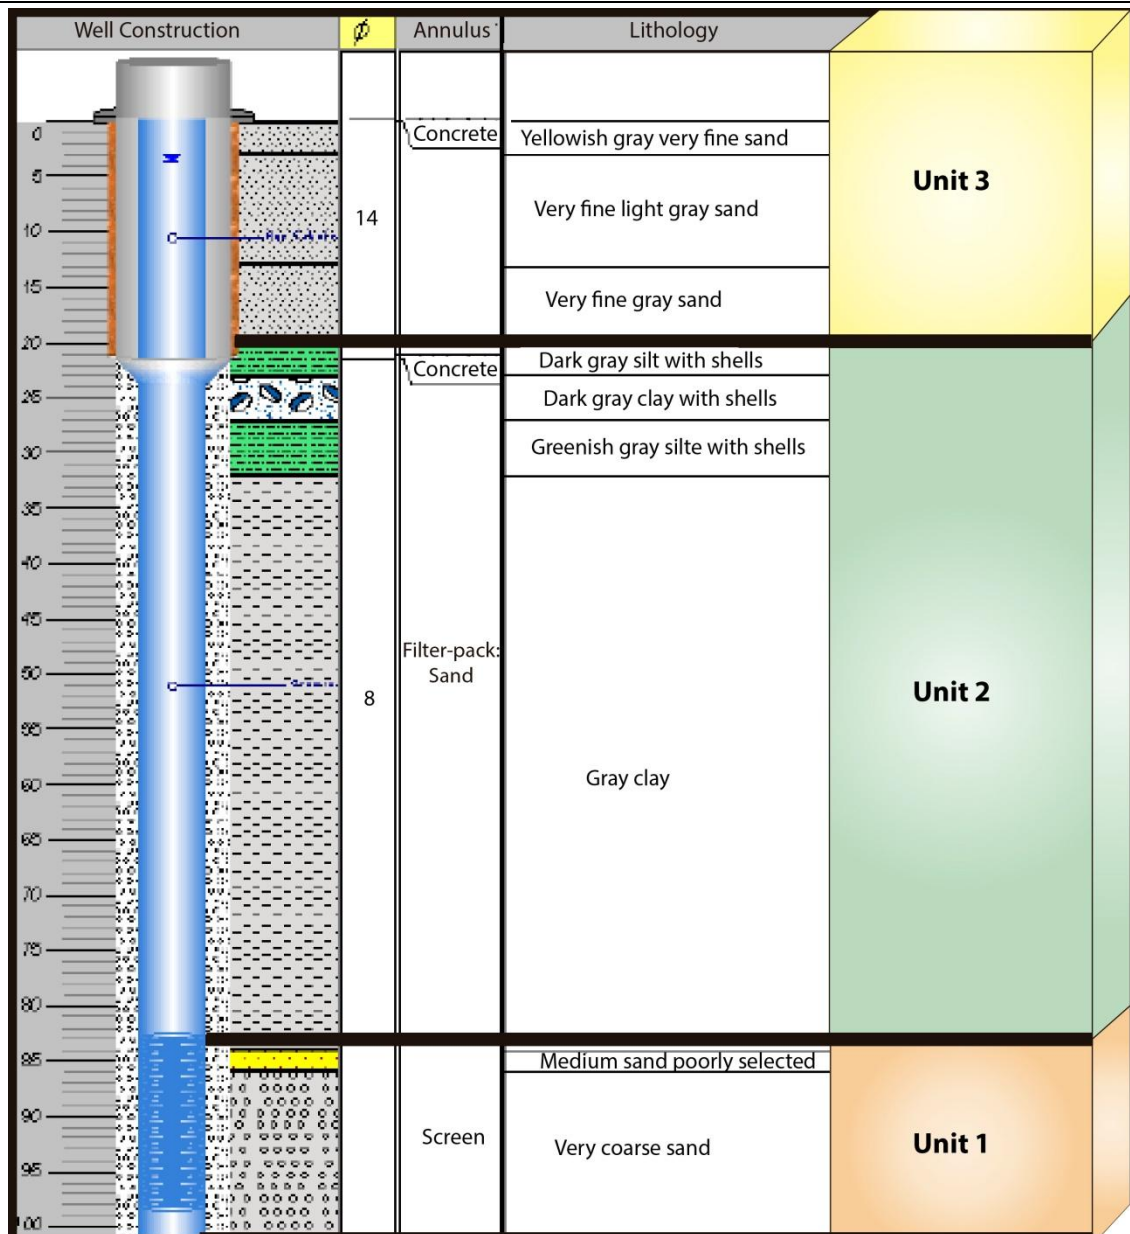 Well Construction
ϕ
Annulus
Lithology
0
5
10
15
20
25
30
35
40
45
50
55
60
65
70
75
80
85
90
95
100
14
8
Concrete
Concrete
Filter-pack:
Sand
Screen
Yellowish gray very fine sand
Very fine light gray sand
Very fine gray sand
Dark gray silt with shells
Dark gray clay with shells
Greenish gray silte with shells
Gray clay
Medium sand poorly selected
Very coarse sand
Unit 3
Unit 2
Unit 1